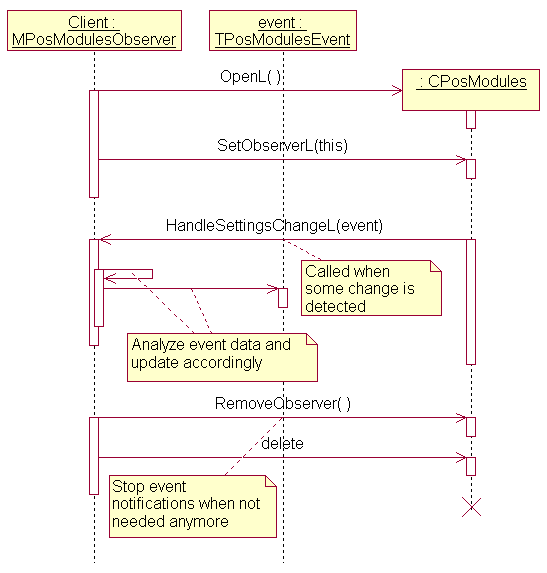 Client :
MPosModulesObserver
event :
TPosModulesEvent
OpenL( )
: CPosModules
SetObserverL(this)
HandleSettingsChangeL(event)
Called when
some change is
detected
Analyze event data and
update accordingly
RemoveObserver( )
delete
Stop event
notifications when not
needed anymore